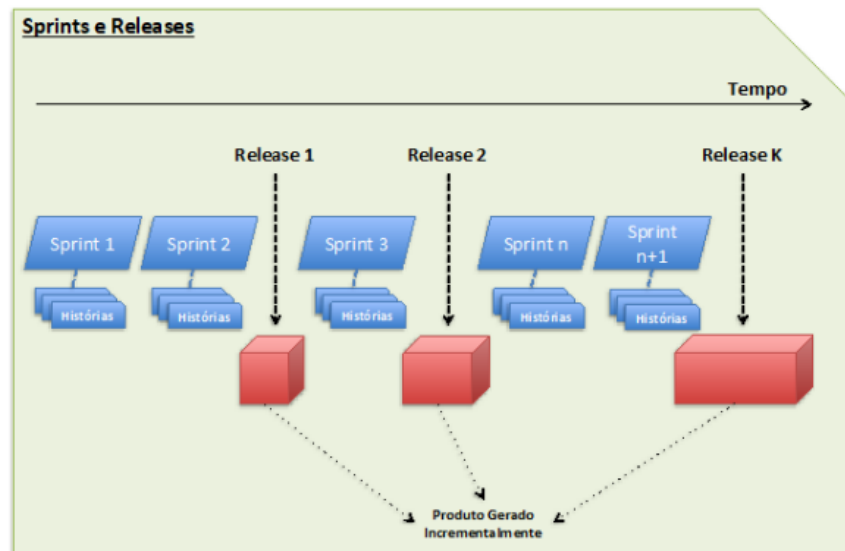 Sprints e Releases
Tempo
Release 1
Release 2
Release K
Sprint 1
Sprint 2
Sprint 3
Sprint n
Sprint
n+1
Histórias
Histórias
Histórias
Histórias
Histórias
Produto Gerado
Incrementalmente